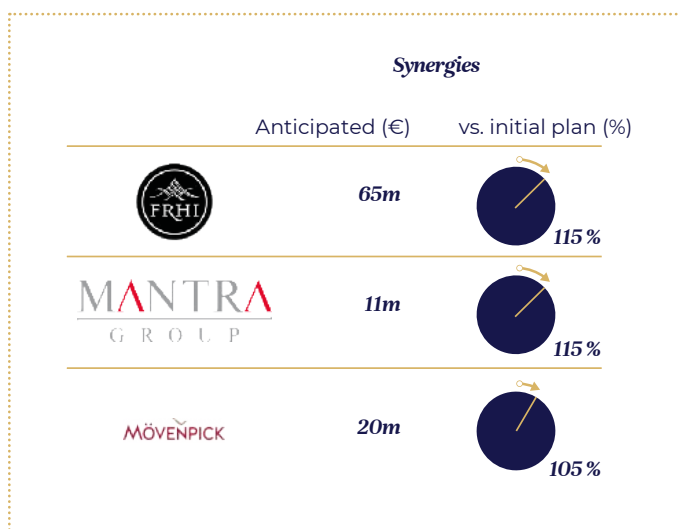 Synergies
Anticipated (€) vs. initial plan (%)
FRHI
65m
115 %
MANTRA
GROUP
11m
115 %
MÖVENPICK
20m
105 %